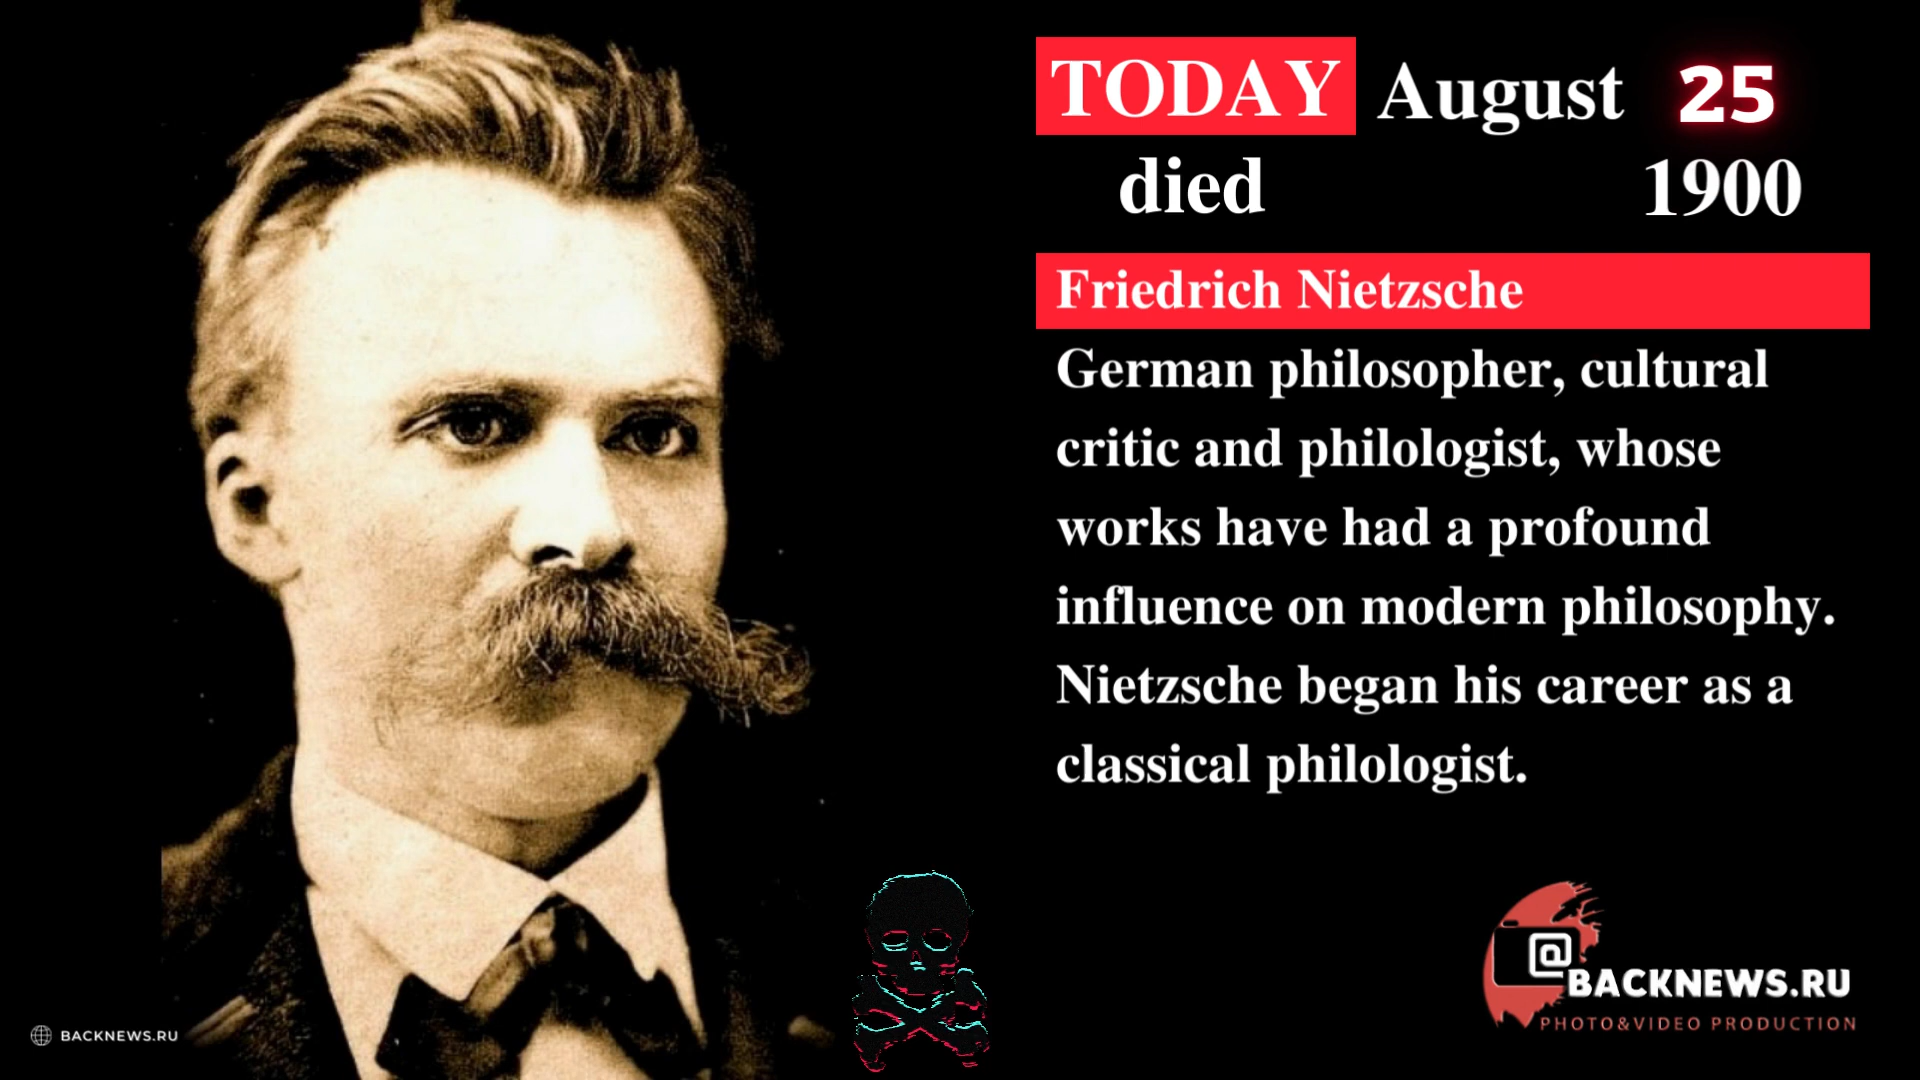 TODAY August 25
died 1900
Friedrich Nietzsche
German philosopher, cultural
critic and philologist, whose
works have had a profound
influence on modern philosophy.
Nietzsche began his career as a
classical philologist.
@BACKNEWS.RU
PHOTO&VIDEO PRODUCTION
BACKNEWS.RU